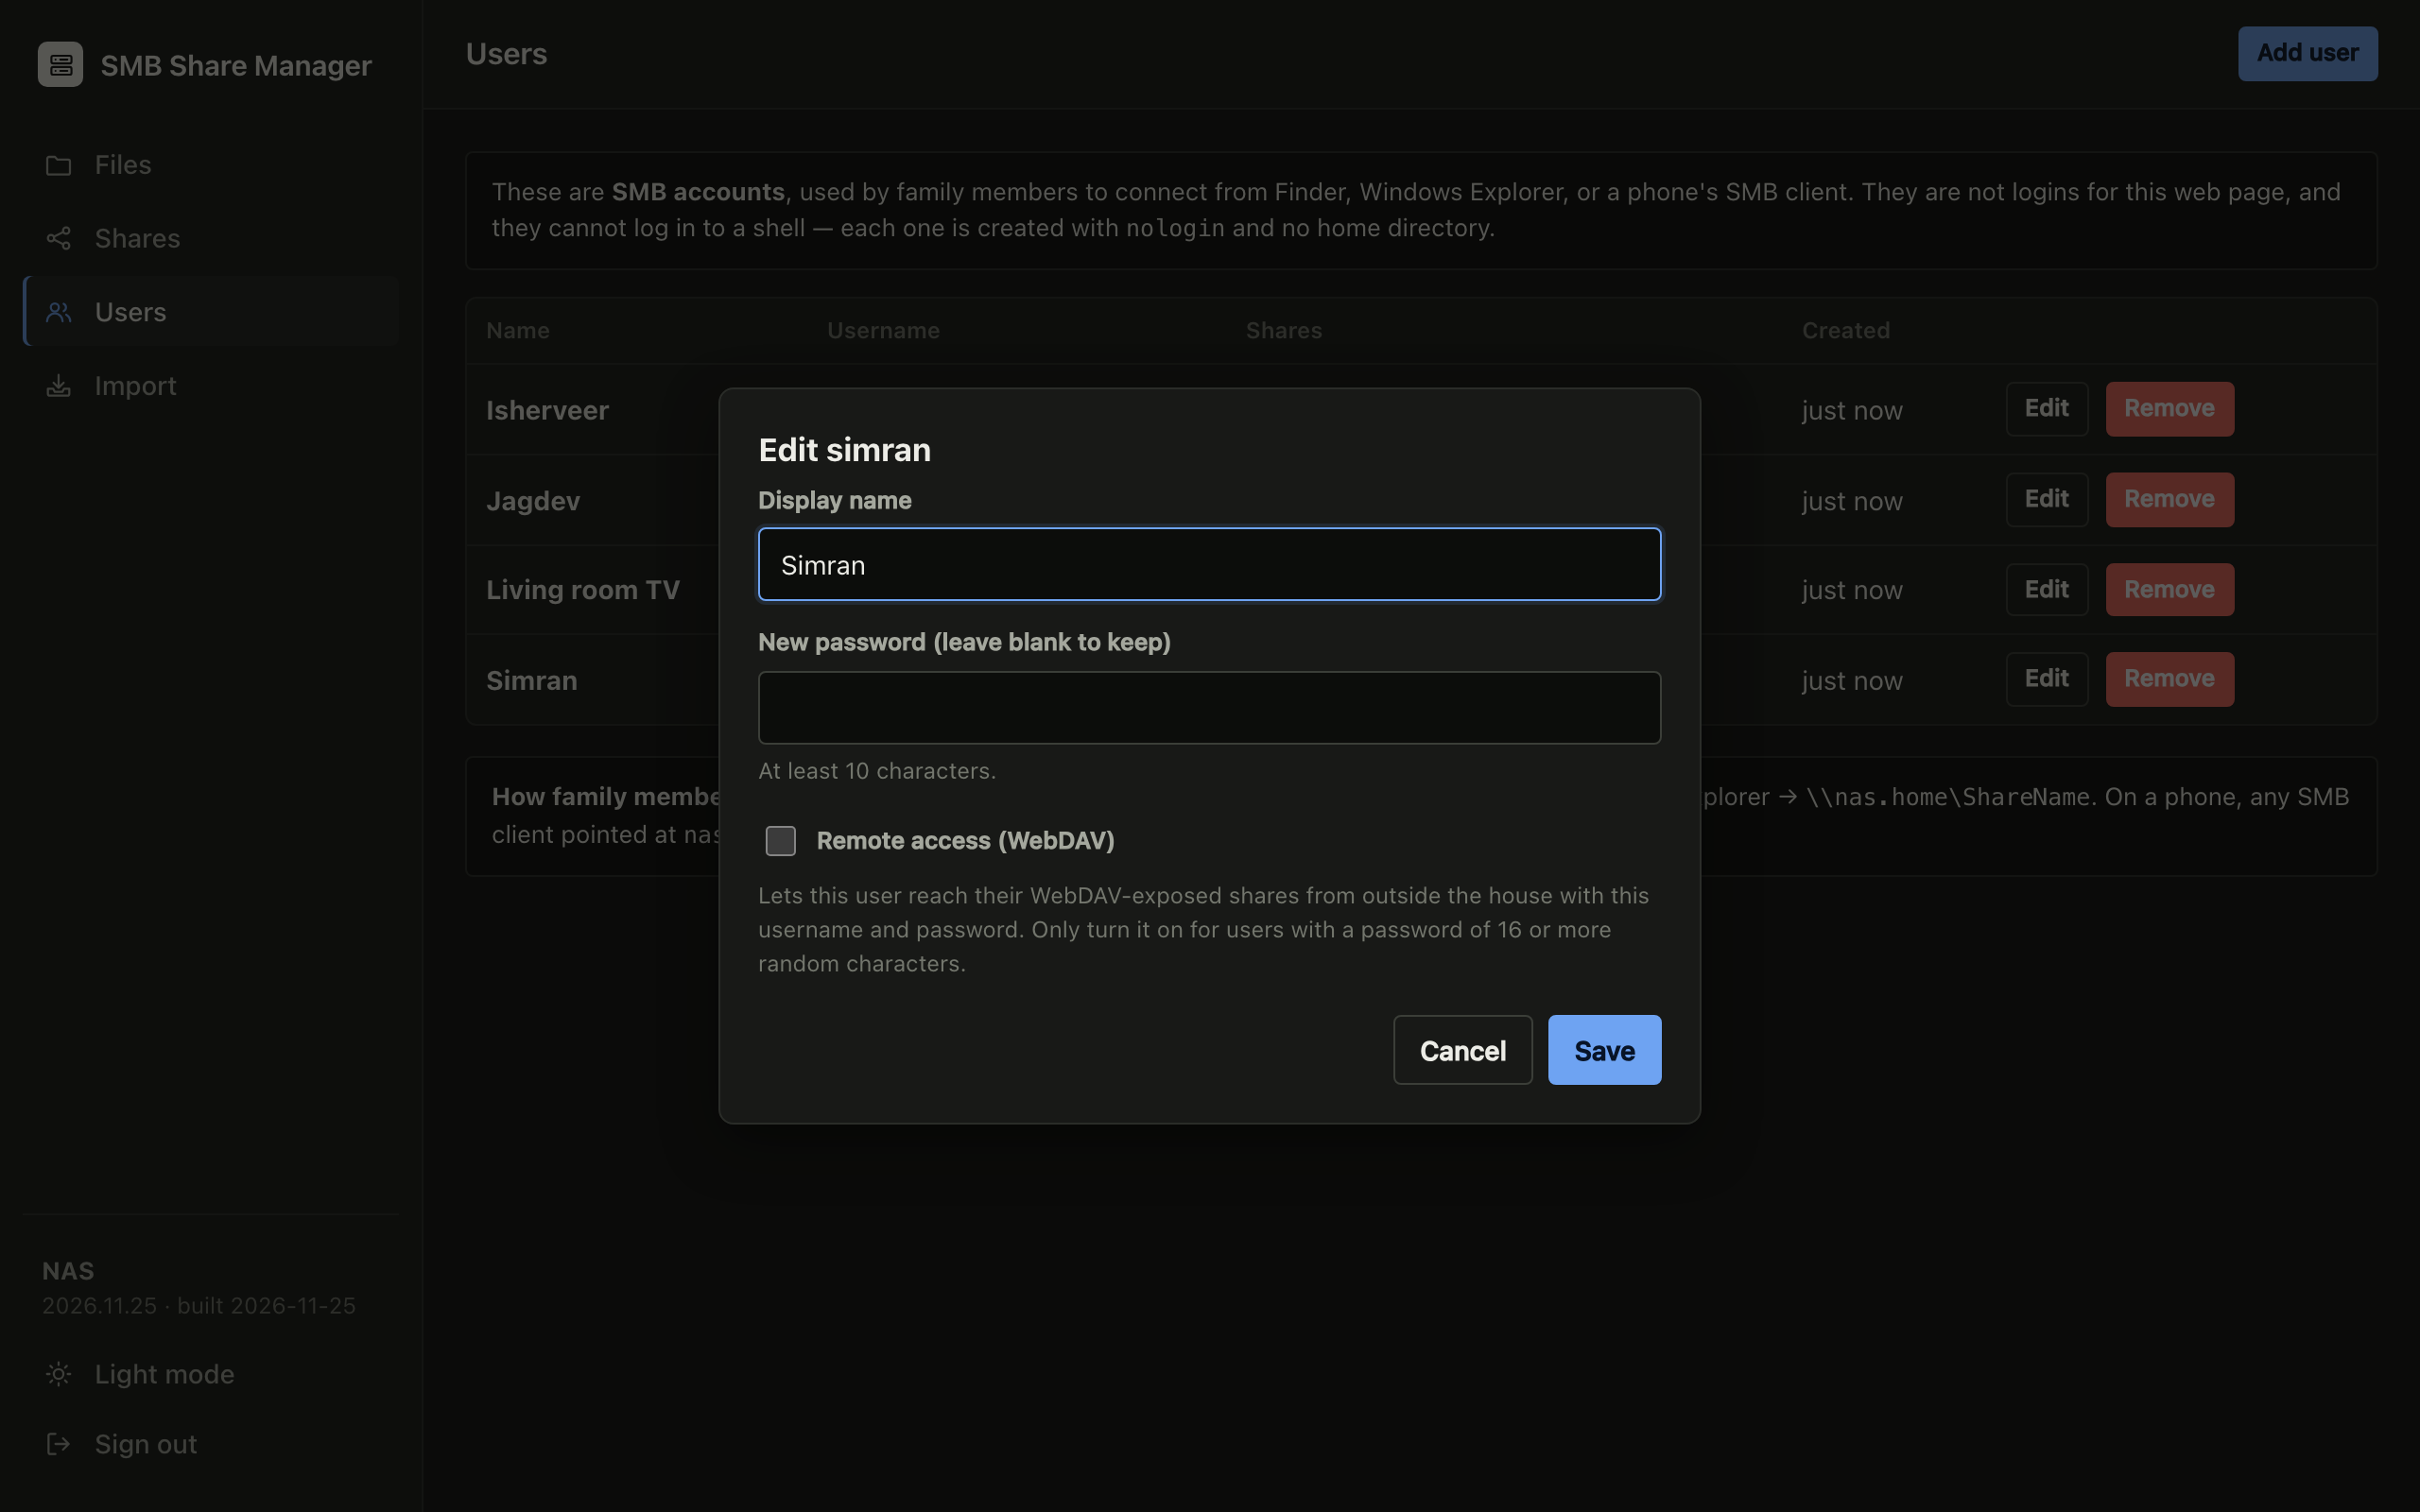 SMB Share Manager
Files
Shares
Users
Import
NAS
2026.11.25 · built 2026-11-25
Light mode
Sign out
Users
Add user
These are SMB accounts, used by family members to connect from Finder, Windows Explorer, or a phone's SMB client. They are not logins for this web page, and
they cannot log in to a shell — each one is created with nologin and no home directory.
Name Username Shares Created
Isherveer just now Edit Remove
Jagdev just now Edit Remove
Living room TV just now Edit Remove
Simran just now Edit Remove
How family plorer → \\nas.home\ShareName. On a phone, any SMB
client pointed at
Edit simran
Display name
Simran
New password (leave blank to keep)
At least 10 characters.
Remote access (WebDAV)
Lets this user reach their WebDAV-exposed shares from outside the house with this
username and password. Only turn it on for users with a password of 16 or more
random characters.
Cancel Save